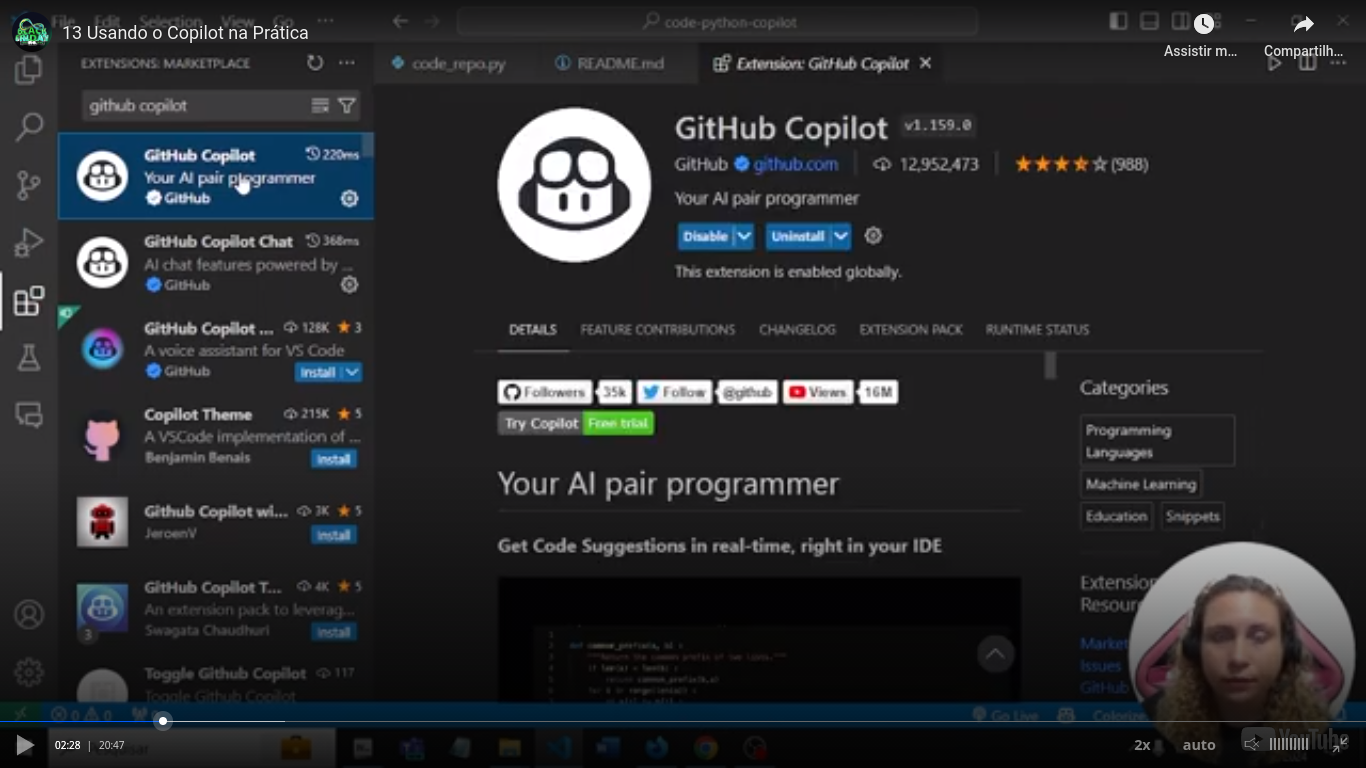 File Edit Selection View Go ···
code-python-copilot
13 Usando o Copilot na Prática
Assistir m...
Compartilh...
EXTENSIONS: MARKETPLACE
code_repo.py
README.md
Extension: GitHub Copilot
github copilot
GitHub Copilot
220ms
Your AI pair programmer
GitHub
GitHub Copilot Chat
368ms
AI chat features powered by ...
GitHub
GitHub Copilot ...
128K ★ 3
A voice assistant for VS Code
GitHub
Install
Copilot Theme
215K ★ 5
A VSCode implementation of ...
Benjamin Benais
Install
Github Copilot wi...
3K ★ 5
JeroenV
Install
GitHub Copilot T...
4K ★ 5
An extension pack to leverag...
Swagata Chaudhuri
Install
3
Toggle Github Copilot
117
Toggle Github Copilot
GitHub Copilot v1.159.0
GitHub github.com 12,952,473 (988)
Your AI pair programmer
Disable Uninstall
This extension is enabled globally.
DETAILS FEATURE CONTRIBUTIONS CHANGELOG EXTENSION PACK RUNTIME STATUS
Followers 35k Follow @github Views 16M
Try Copilot Free trial
Your AI pair programmer
Get Code Suggestions in real-time, right in your IDE
Categories
Programming
Languages
Machine Learning
Education Snippets
Extension
Resour
Market
Issues
GitHub
0 0
Go Live
02:28 | 20:47
2x
auto
YouTube